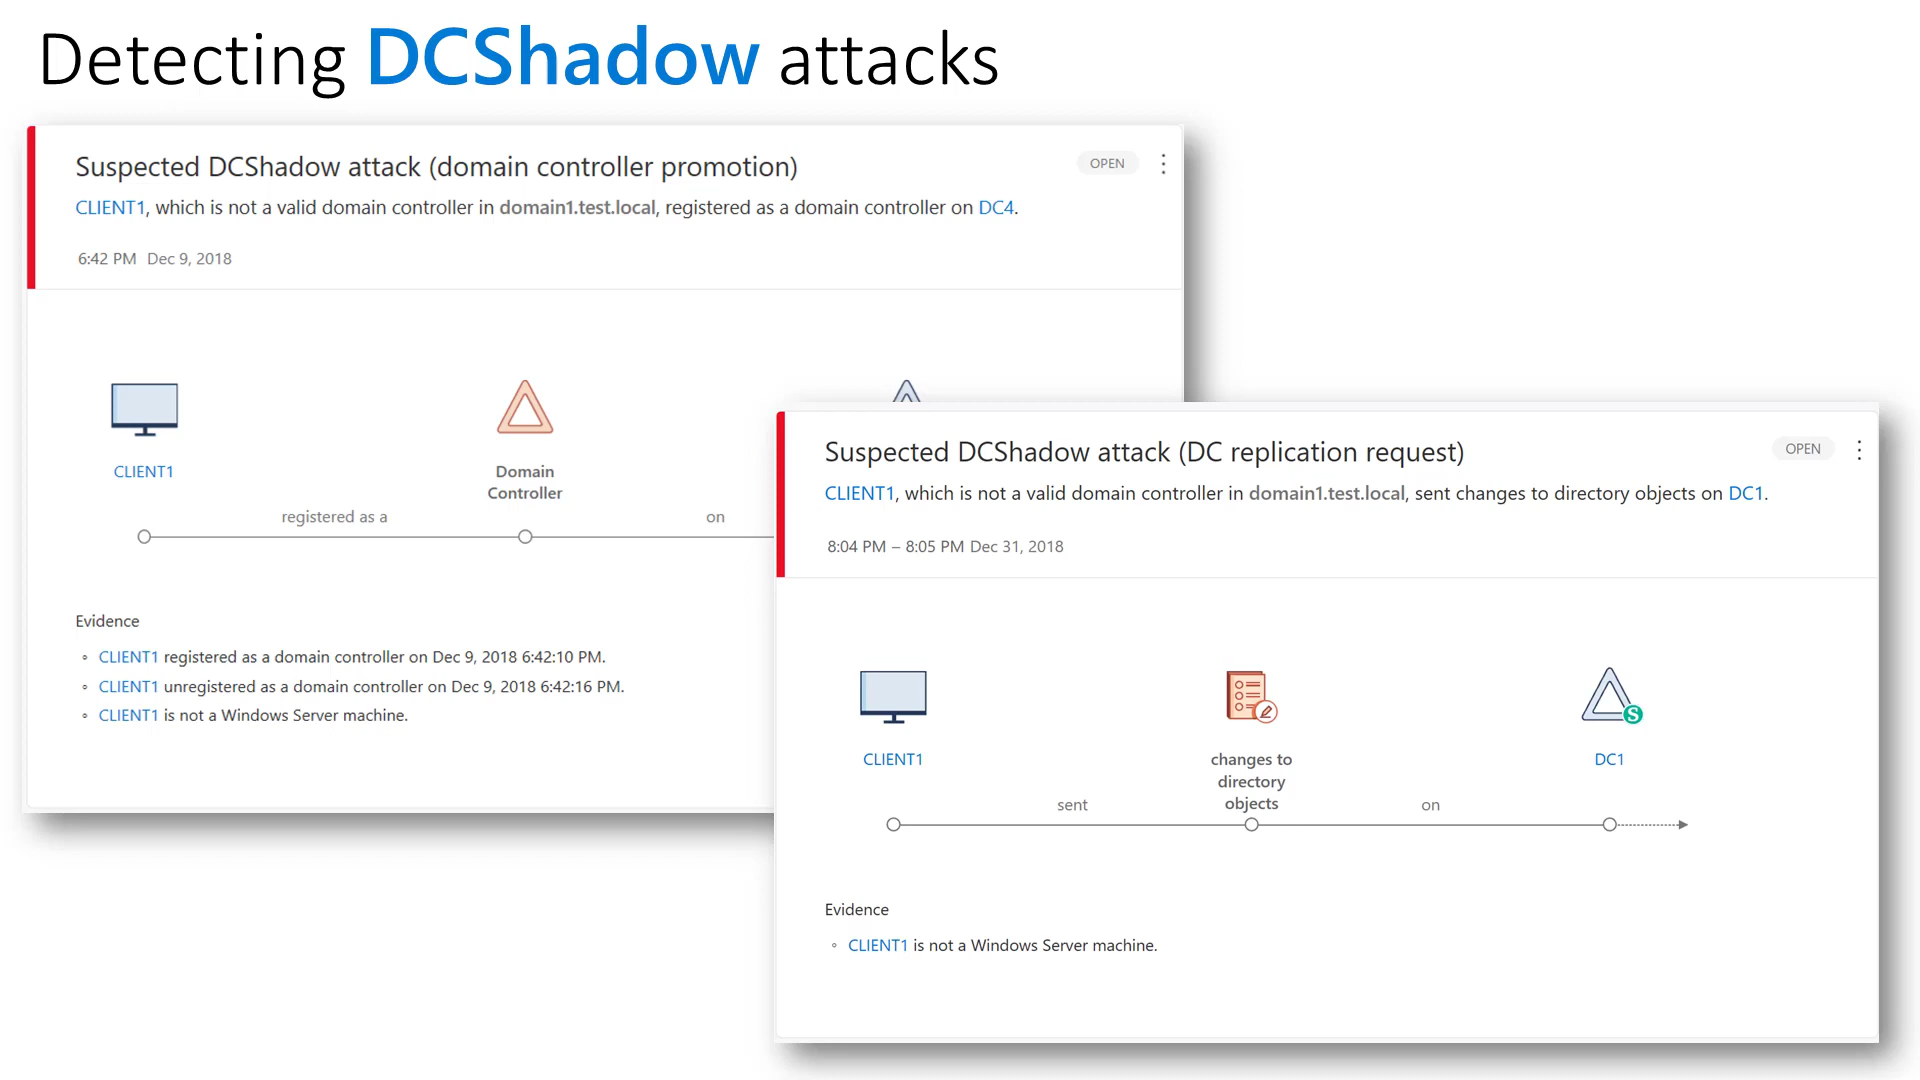 Detecting DCShadow attacks
Suspected DCShadow attack (domain controller promotion)
OPEN
CLIENT1, which is not a valid domain controller in domain1.test.local, registered as a domain controller on DC4.
6:42 PM Dec 9, 2018
CLIENT1
Domain
Controller
registered as a
on
Evidence
CLIENT1 registered as a domain controller on Dec 9, 2018 6:42:10 PM.
CLIENT1 unregistered as a domain controller on Dec 9, 2018 6:42:16 PM.
CLIENT1 is not a Windows Server machine.
Suspected DCShadow attack (DC replication request)
OPEN
CLIENT1, which is not a valid domain controller in domain1.test.local, sent changes to directory objects on DC1.
8:04 PM – 8:05 PM Dec 31, 2018
S
CLIENT1
changes to
directory
objects
DC1
sent
on
Evidence
CLIENT1 is not a Windows Server machine.